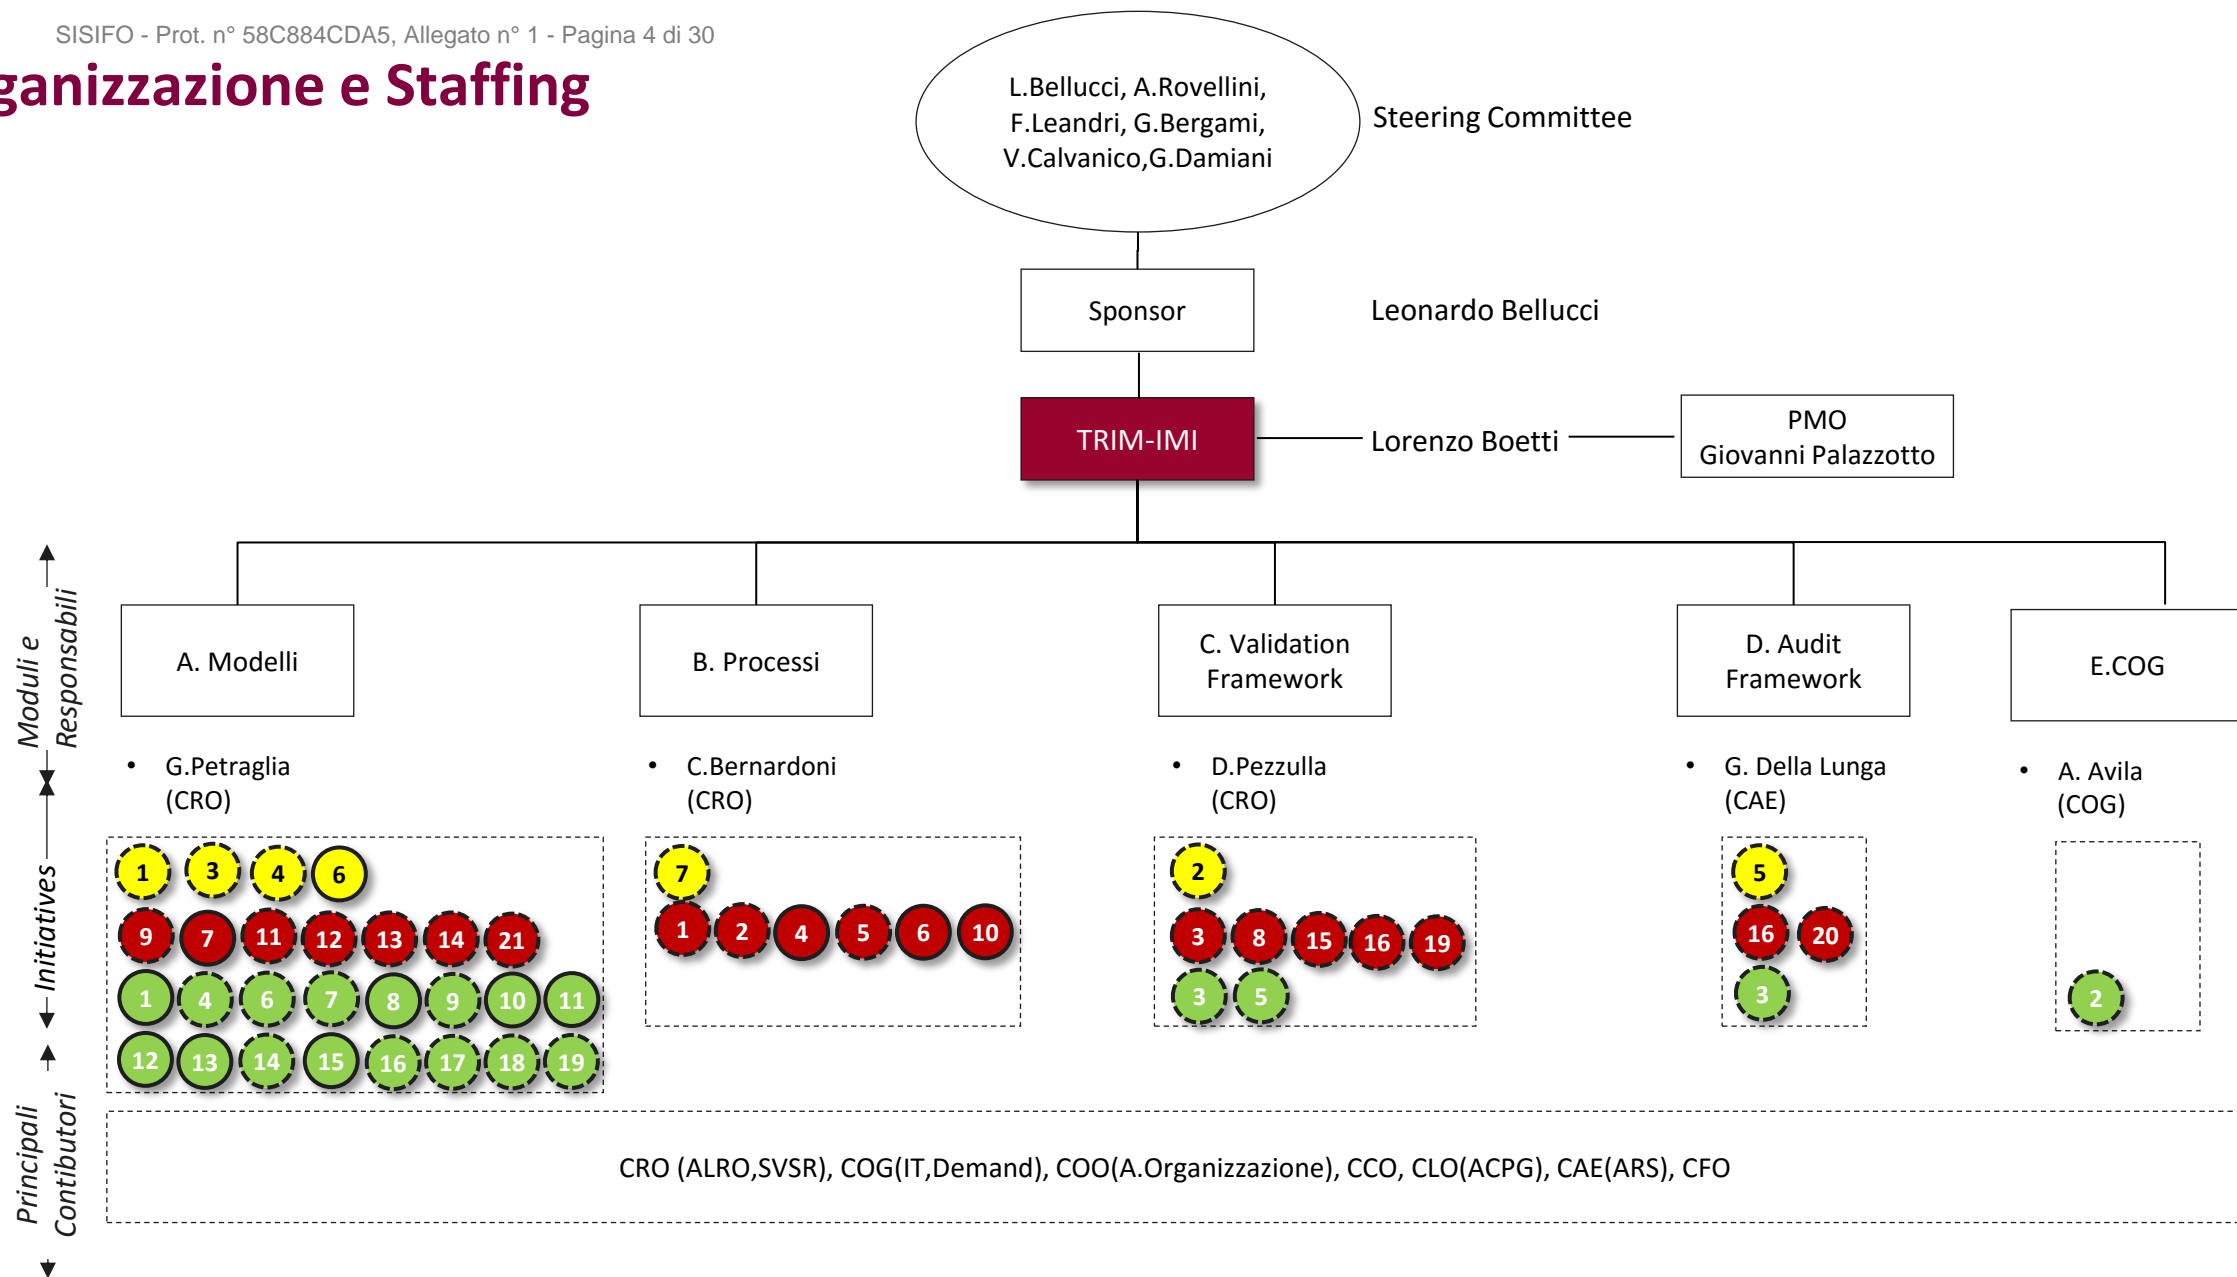 SISIFO - Prot. n° 58C884CDA5, Allegato n° 1 - Pagina 4 di 30
ganizzazione e Staffing
L.Bellucci, A.Rovellini,
F.Leandri, G.Bergami,
V.Calvanico,G.Damiani
Steering Committee
Sponsor
Leonardo Bellucci
TRIM-IMI
Lorenzo Boetti
PMO
Giovanni Palazzotto
Moduli e
Responsabili
A. Modelli
B. Processi
C. Validation
Framework
D. Audit
Framework
E.COG
• G.Petraglia
(CRO)
• C.Bernardoni
(CRO)
• D.Pezzulla
(CRO)
• G. Della Lunga
(CAE)
• A. Avila
(COG)
Initiatives
1 3 4 6
9 7 11 12 13 14 21
1 4 6 7 8 9 10 11
12 13 14 15 16 17 18 19
7
1 2 4 5 6 10
2
3 8 15 16 19
3 5
5
16 20
3
2
Principali
Contibutori
CRO (ALRO,SVSR), COG(IT,Demand), COO(A.Organizzazione), CCO, CLO(ACPG), CAE(ARS), CFO